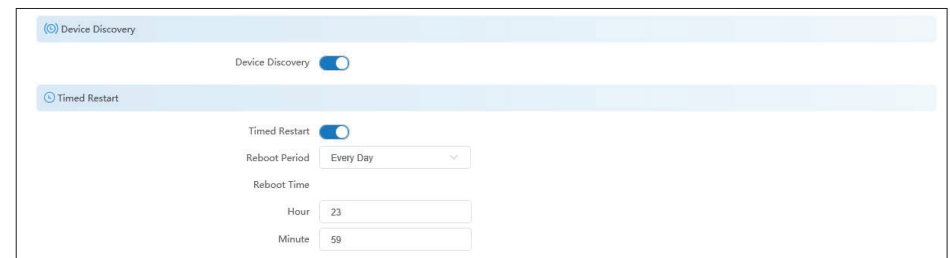 Device Discovery
Device Discovery
Timed Restart
Timed Restart
Reboot Period Every Day
Reboot Time
Hour 23
Minute 59